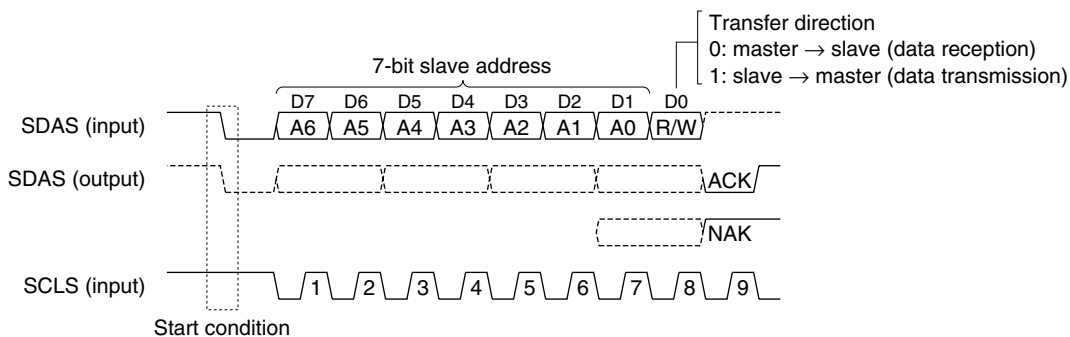 Transfer direction
0: master → slave (data reception)
1: slave → master (data transmission)
7-bit slave address
D7 D6 D5 D4 D3 D2 D1 D0
SDAS (input) A6 A5 A4 A3 A2 A1 A0 R/W
SDAS (output) ACK
NAK
SCLS (input) 1 2 3 4 5 6 7 8 9
Start condition